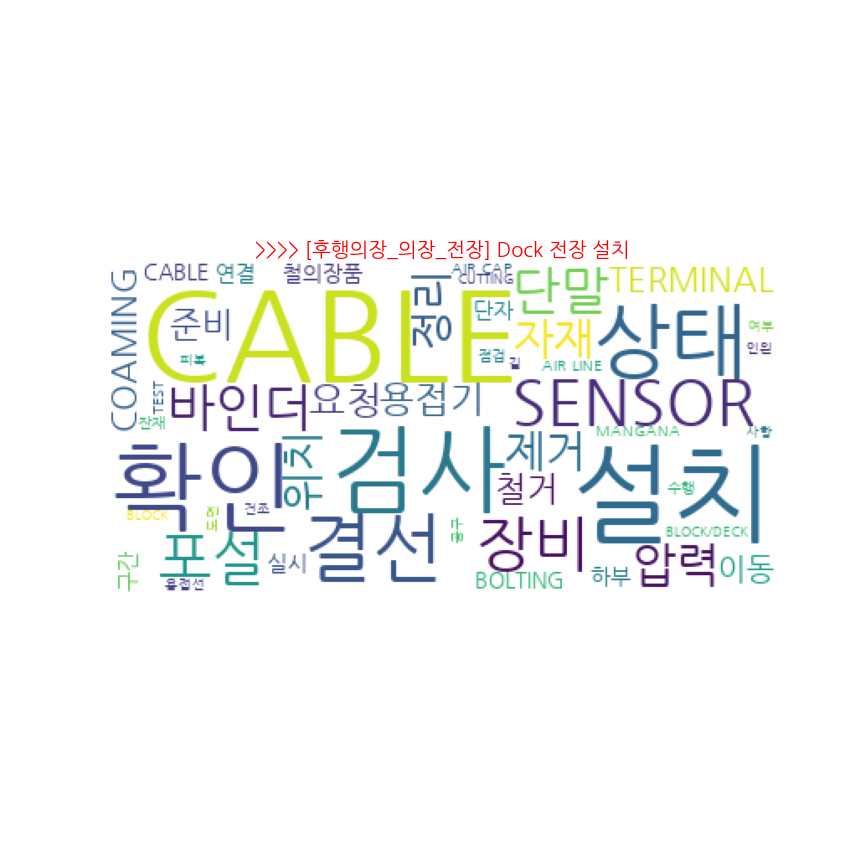 >>>> [후행의장_의장_전장] Dock 전장 설치
CABLE 연결 철의장품 AIR CAP
CUTTING
단말 TERMINAL
COAMING
준비
CABLE
정리
단자
자재
상태
여부
인원
피복
점검
길
AIR LINE
TEST
잔재
바인더
요청
용접기
SENSOR
MANGANA
사항
확인
위치
검사
제거
설치
철거
수행
BLOCK
도면
건조
결선
공구
장비
BLOCK/DECK
구간
포설
실시
용접선
BOLTING
하부
압력
이동